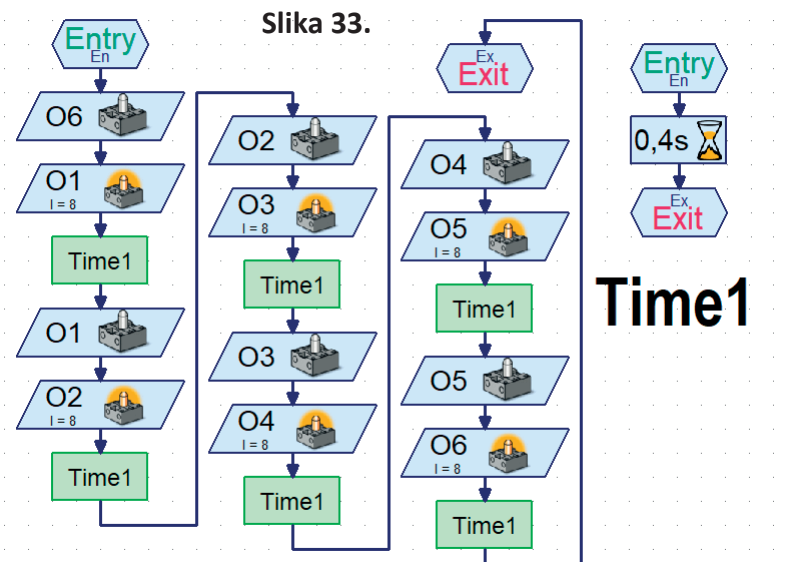 Slika 33.
Entry
En
O6
O1
I = 8
Time1
O1
O2
I = 8
Time1
O2
O3
I = 8
Time1
O3
O4
I = 8
Time1
Ex
Exit
O4
O5
I = 8
Time1
O5
O6
I = 8
Time1
Entry
En
0,4s
Ex
Exit
Time1